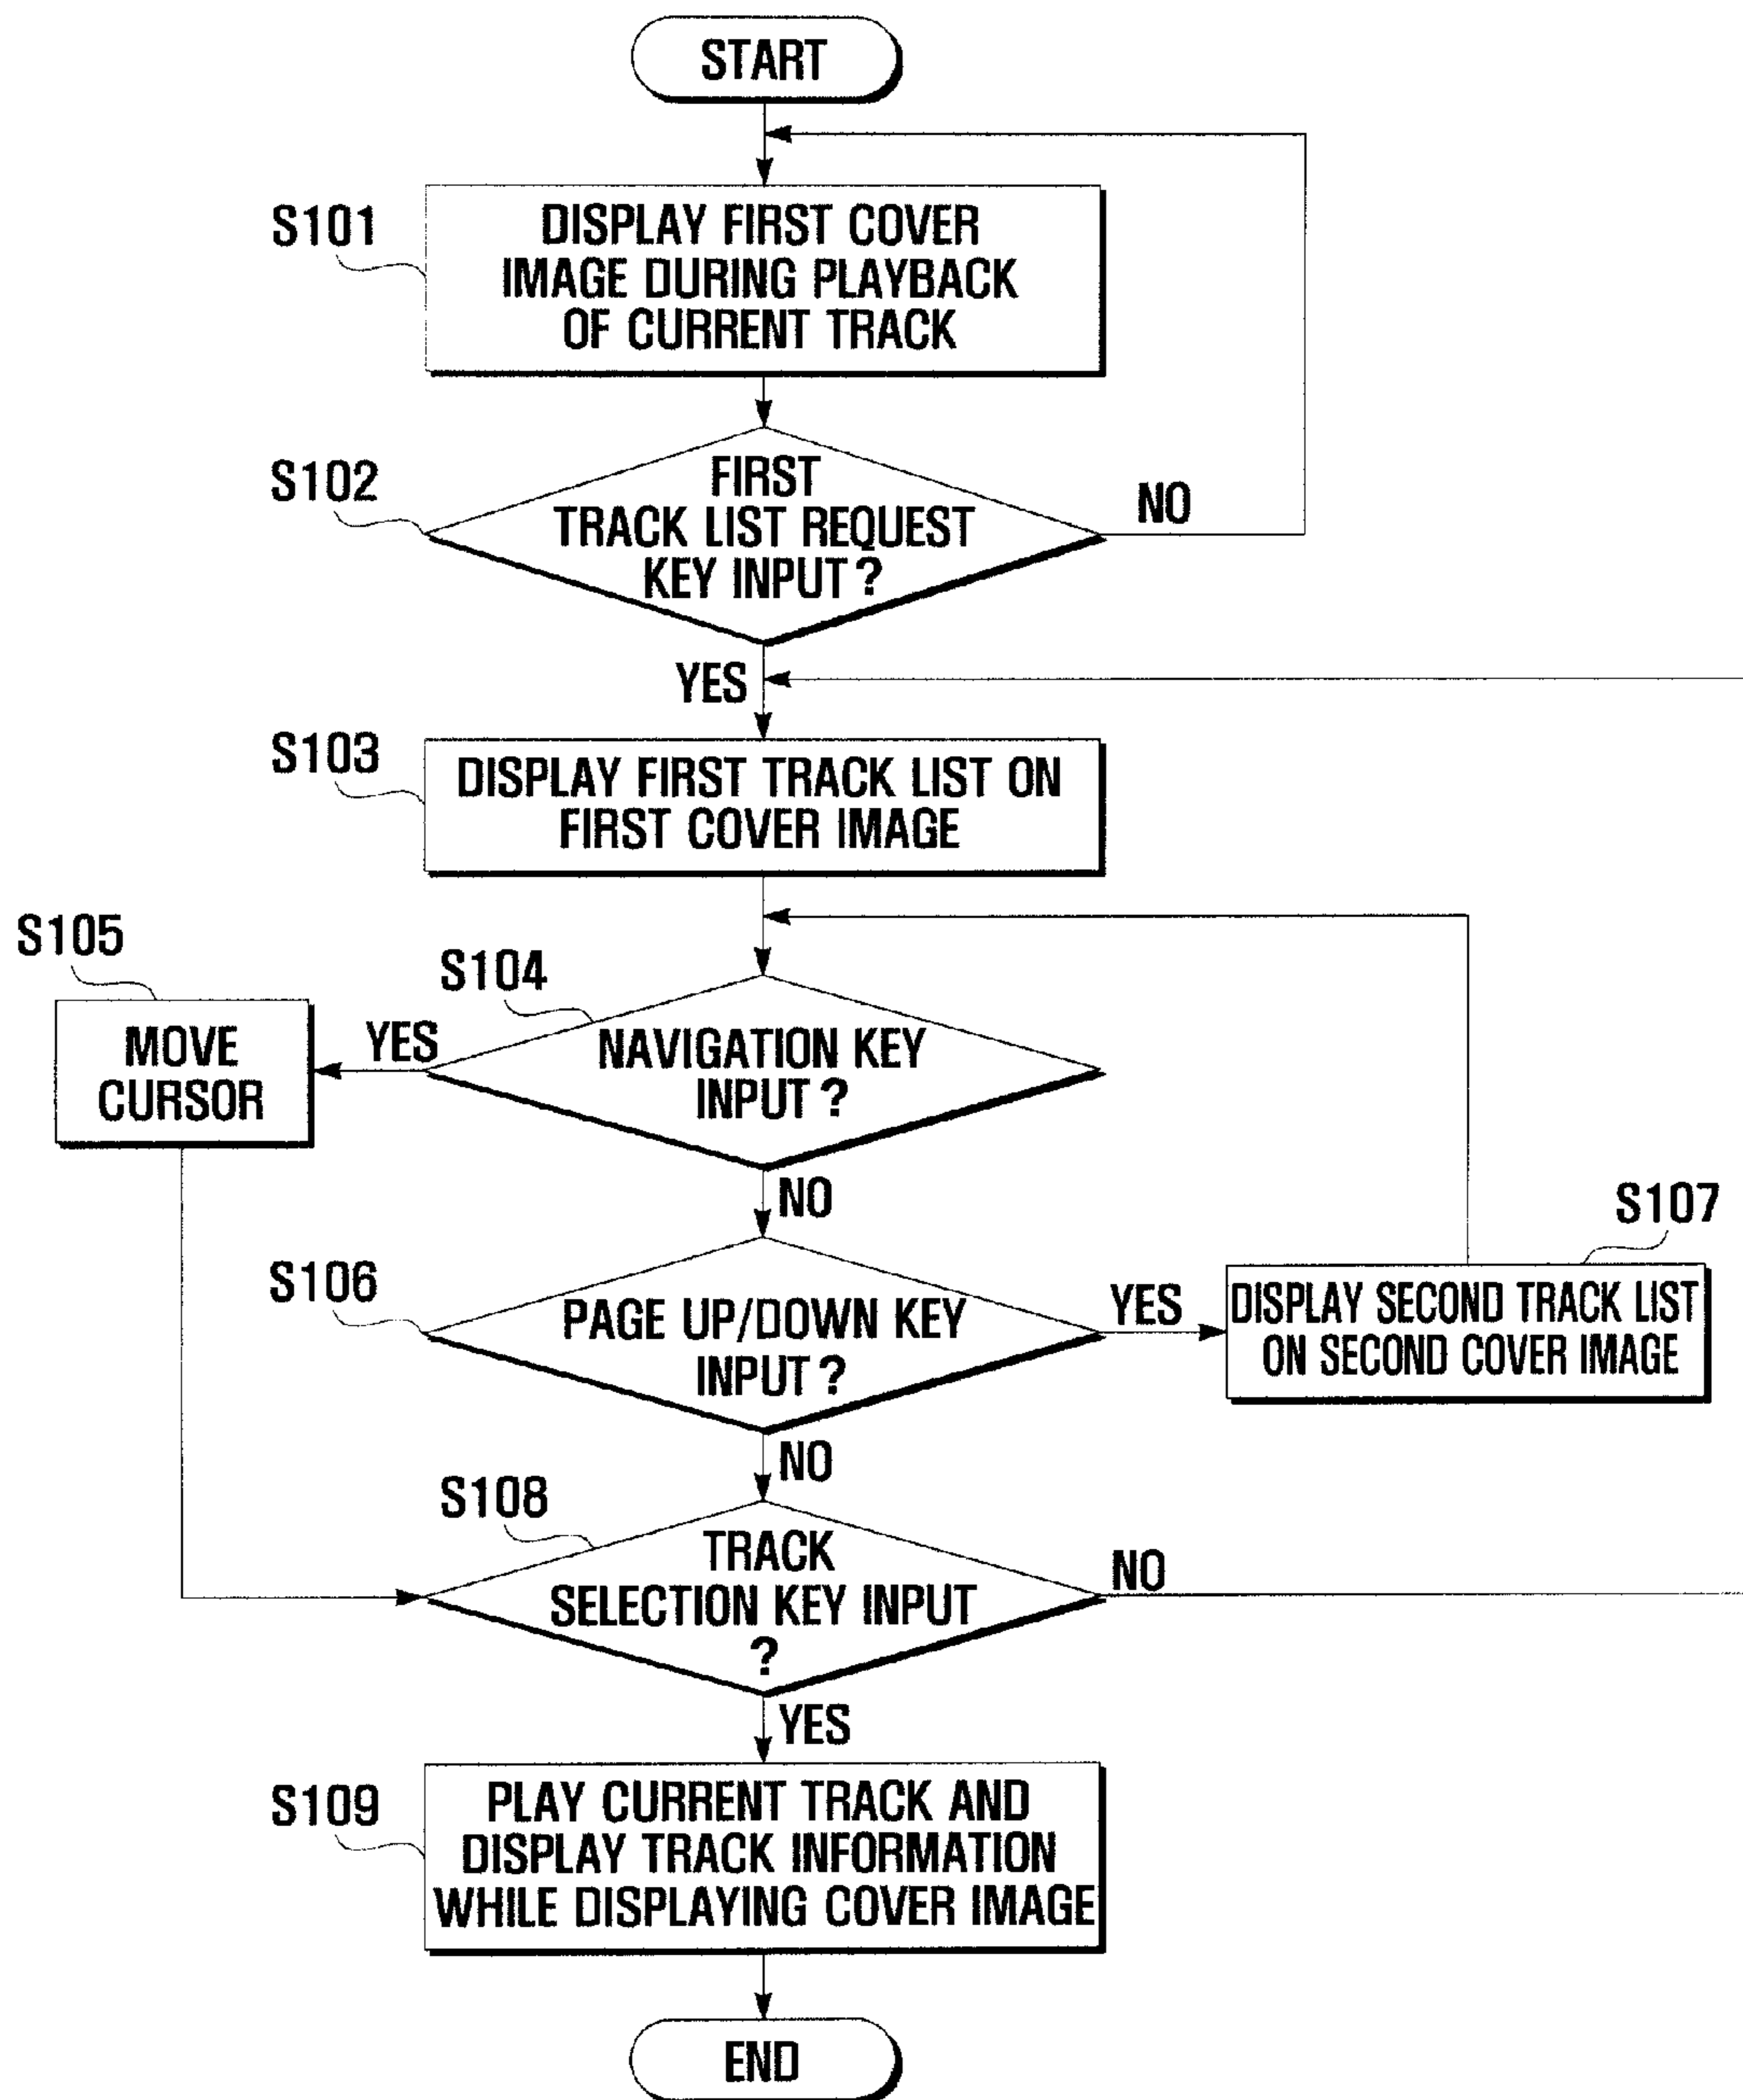 START
S101
DISPLAY FIRST COVER
IMAGE DURING PLAYBACK
OF CURRENT TRACK
S102
FIRST
TRACK LIST REQUEST
KEY INPUT ?
NO
YES
S103
DISPLAY FIRST TRACK LIST ON
FIRST COVER IMAGE
S105
MOVE
CURSOR
YES
S104
NAVIGATION KEY
INPUT ?
NO
S106
PAGE UP/DOWN KEY
INPUT ?
YES
S107
DISPLAY SECOND TRACK LIST
ON SECOND COVER IMAGE
NO
S108
TRACK
SELECTION KEY INPUT
?
NO
YES
S109
PLAY CURRENT TRACK AND
DISPLAY TRACK INFORMATION
WHILE DISPLAYING COVER IMAGE
END